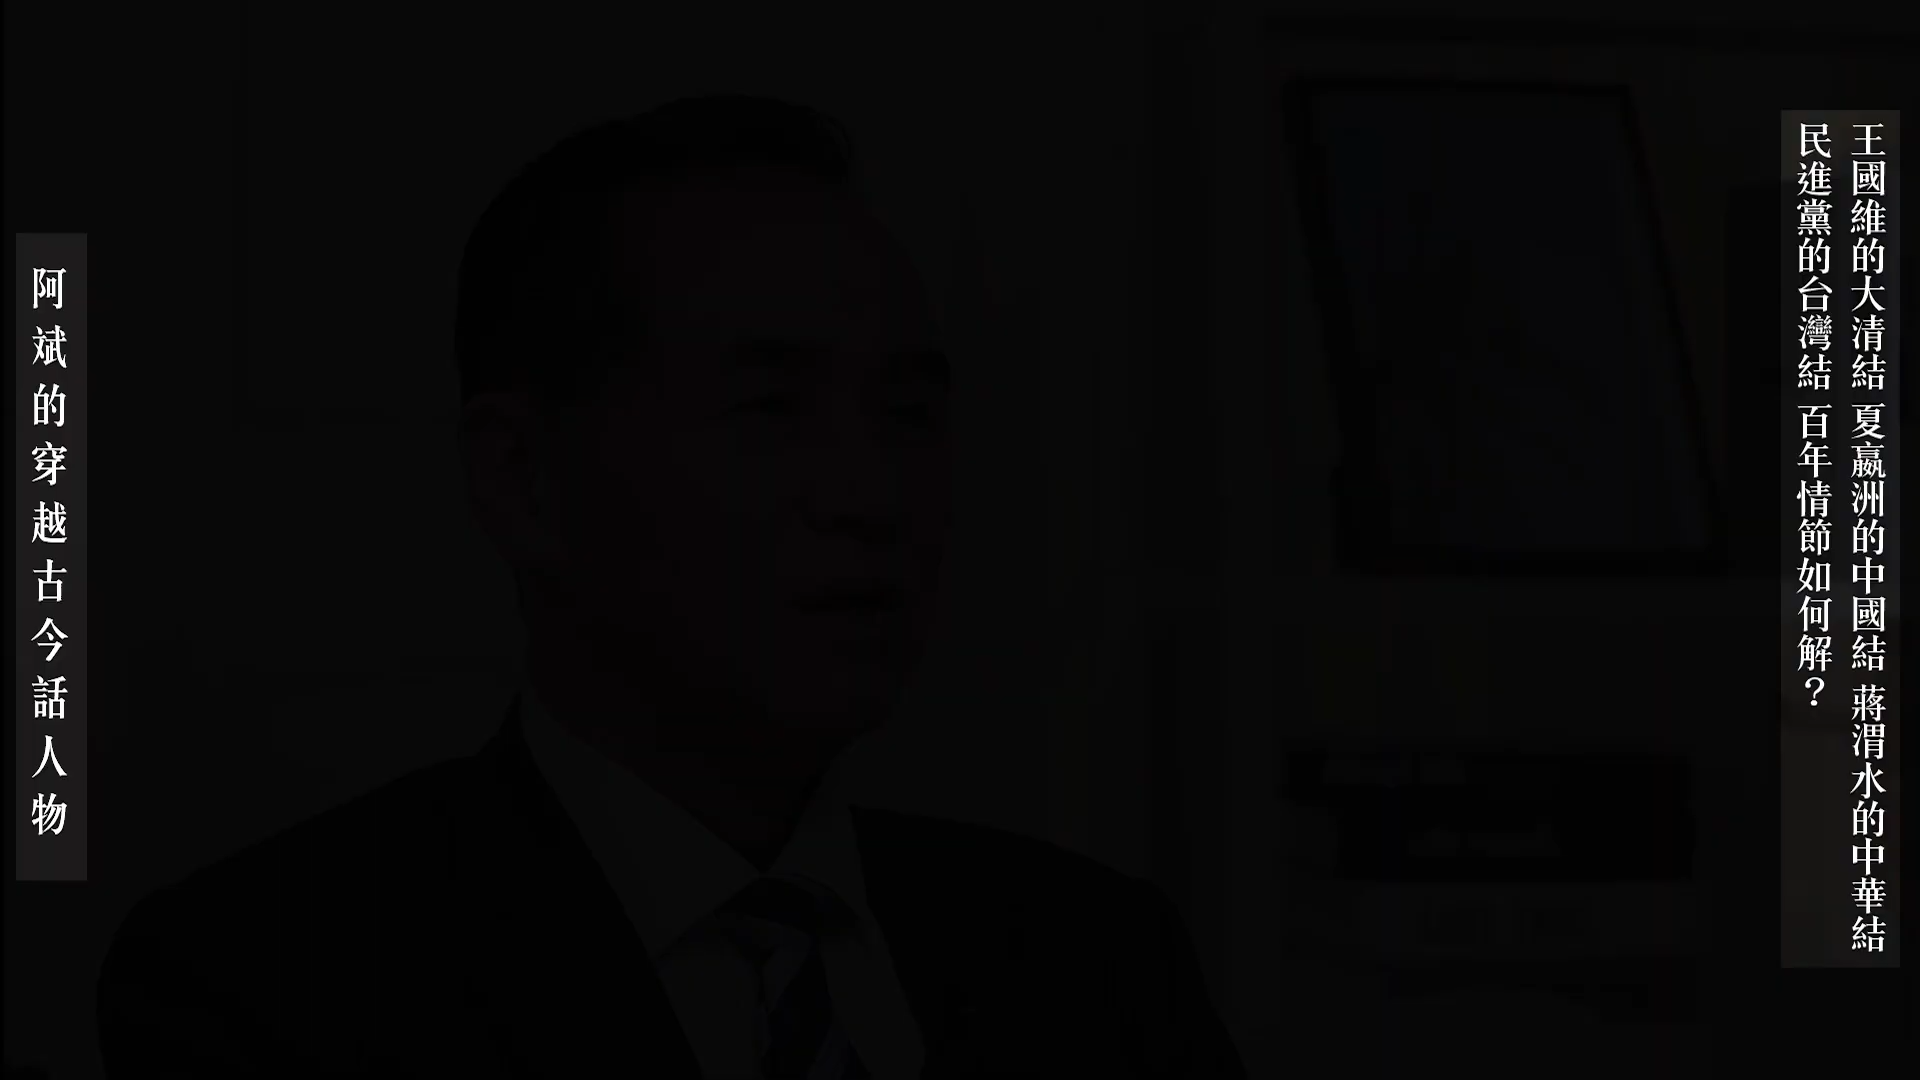 王國維的大清結 夏嬴洲的中國結 蔣渭水的中華結
民進黨的台灣結 百年情節如何解？
阿斌的穿越古今話人物